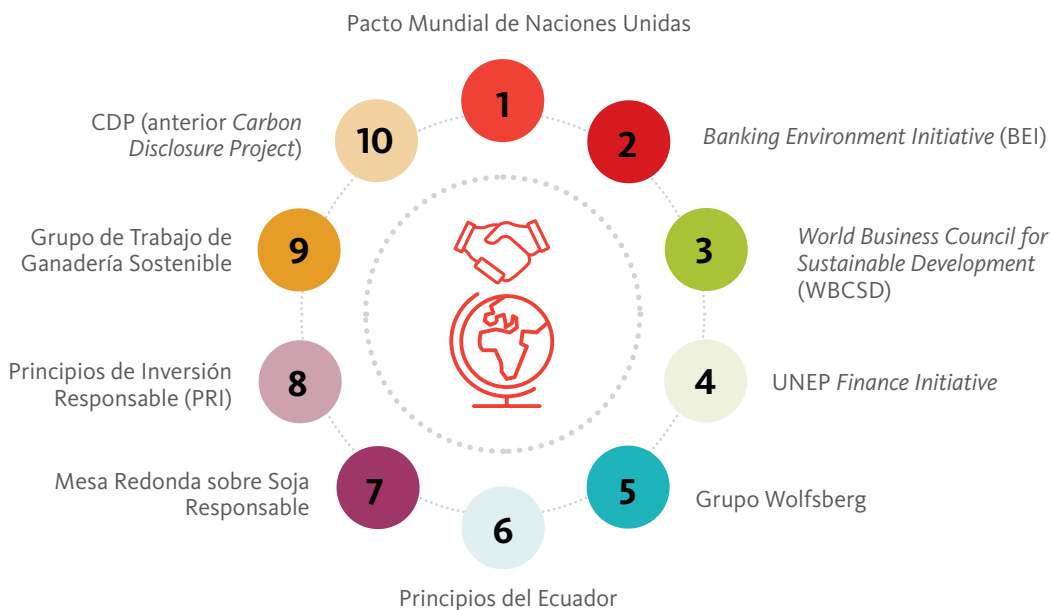 Pacto Mundial de Naciones Unidas
1
2
Banking Environment Initiative (BEI)
3
World Business Council for
Sustainable Development
(WBCSD)
4
UNEP Finance Initiative
5
Grupo Wolfsberg
6
Principios del Ecuador
7
Mesa Redonda sobre Soja
Responsable
8
Principios de Inversión
Responsable (PRI)
9
Grupo de Trabajo de
Ganadería Sostenible
10
CDP (anterior Carbon
Disclosure Project)